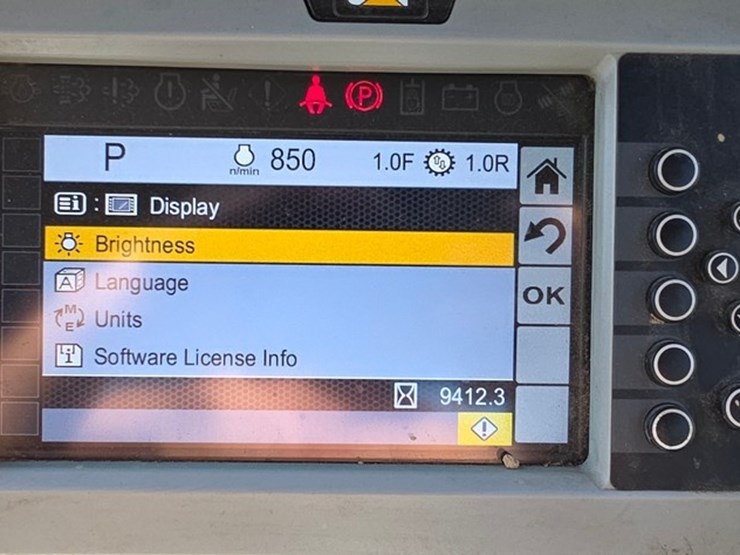 P
P n/min 850 1.0F 1.0R
: Display
Brightness
A Language
M E Units
Software License Info
9412.3
OK